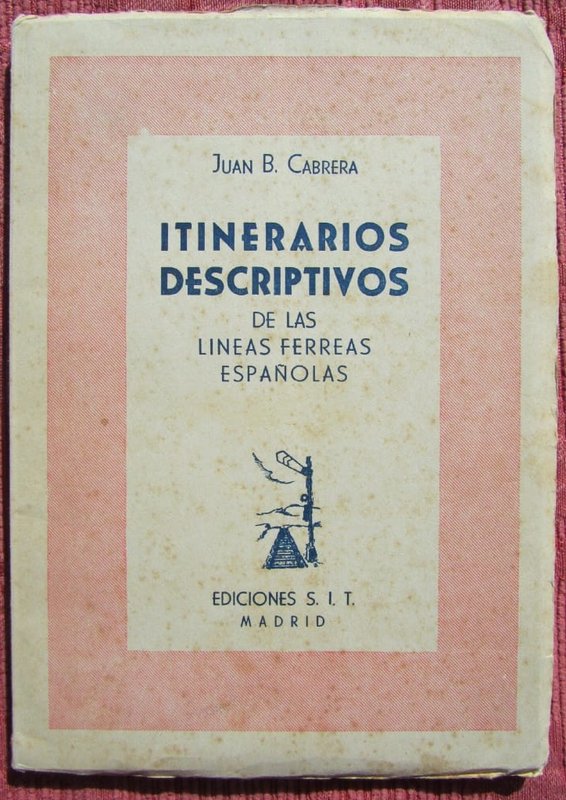 JUAN B. CABRERA
ITINERARIOS
DESCRIPTIVOS
DE LAS
LINEAS FERREAS
ESPAÑOLAS
EDICIONES S. I. T.
MADRID